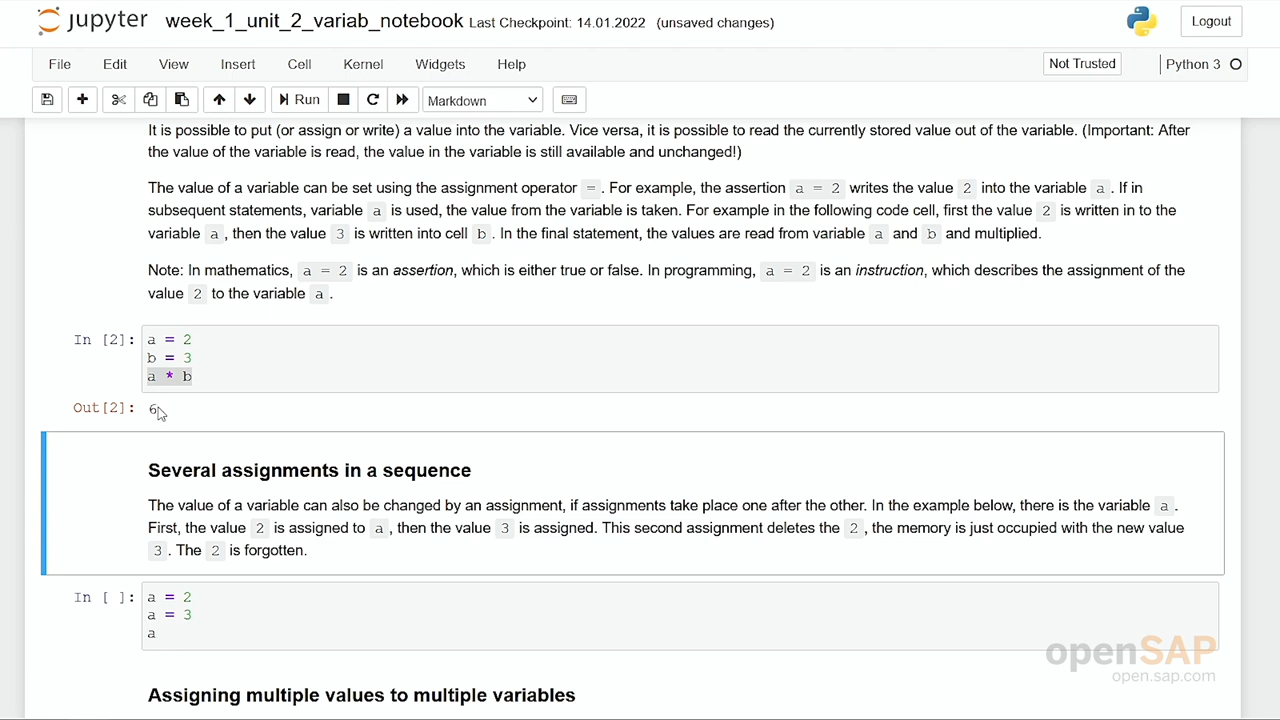 jupyter week_1_unit_2_variab_notebook Last Checkpoint: 14.01.2022 (unsaved changes) Logout
File Edit View Insert Cell Kernel Widgets Help Not Trusted Python 3
Run Markdown
It is possible to put (or assign or write) a value into the variable. Vice versa, it is possible to read the currently stored value out of the variable. (Important: After
the value of the variable is read, the value in the variable is still available and unchanged!)
The value of a variable can be set using the assignment operator = . For example, the assertion a = 2 writes the value 2 into the variable a . If in
subsequent statements, variable a is used, the value from the variable is taken. For example in the following code cell, first the value 2 is written in to the
variable a , then the value 3 is written into cell b . In the final statement, the values are read from variable a and b and multiplied.
Note: In mathematics, a = 2 is an assertion, which is either true or false. In programming, a = 2 is an instruction, which describes the assignment of the
value 2 to the variable a .
In [2]: a = 2
b = 3
a * b
Out[2]: 6
Several assignments in a sequence
The value of a variable can also be changed by an assignment, if assignments take place one after the other. In the example below, there is the variable a .
First, the value 2 is assigned to a , then the value 3 is assigned. This second assignment deletes the 2 , the memory is just occupied with the new value
3 . The 2 is forgotten.
In [ ]: a = 2
a = 3
a
openSAP
open.sap.com
Assigning multiple values to multiple variables